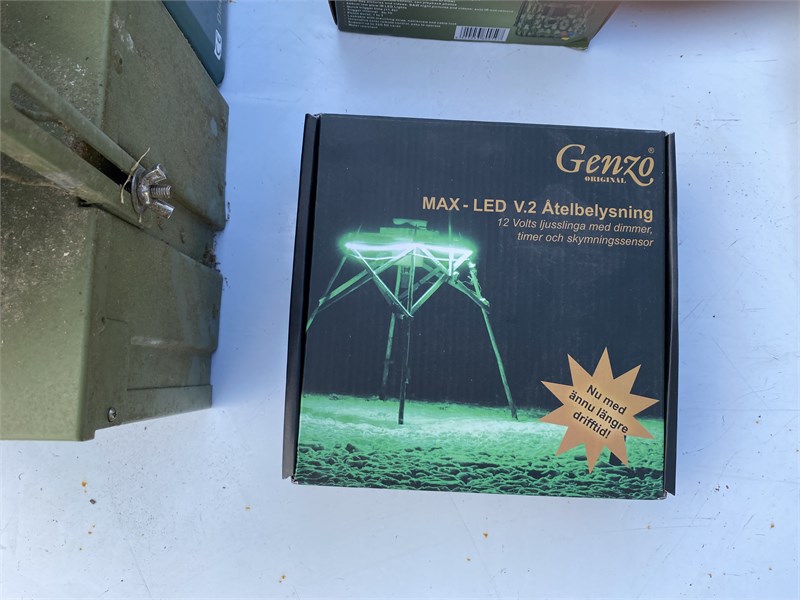 Genzo®
ORIGINAL
MAX - LED V.2 Åtelbelysning
12 Volts ljusslinga med dimmer,
timer och skymningssensor
Nu med
ännu längre
drifttid!